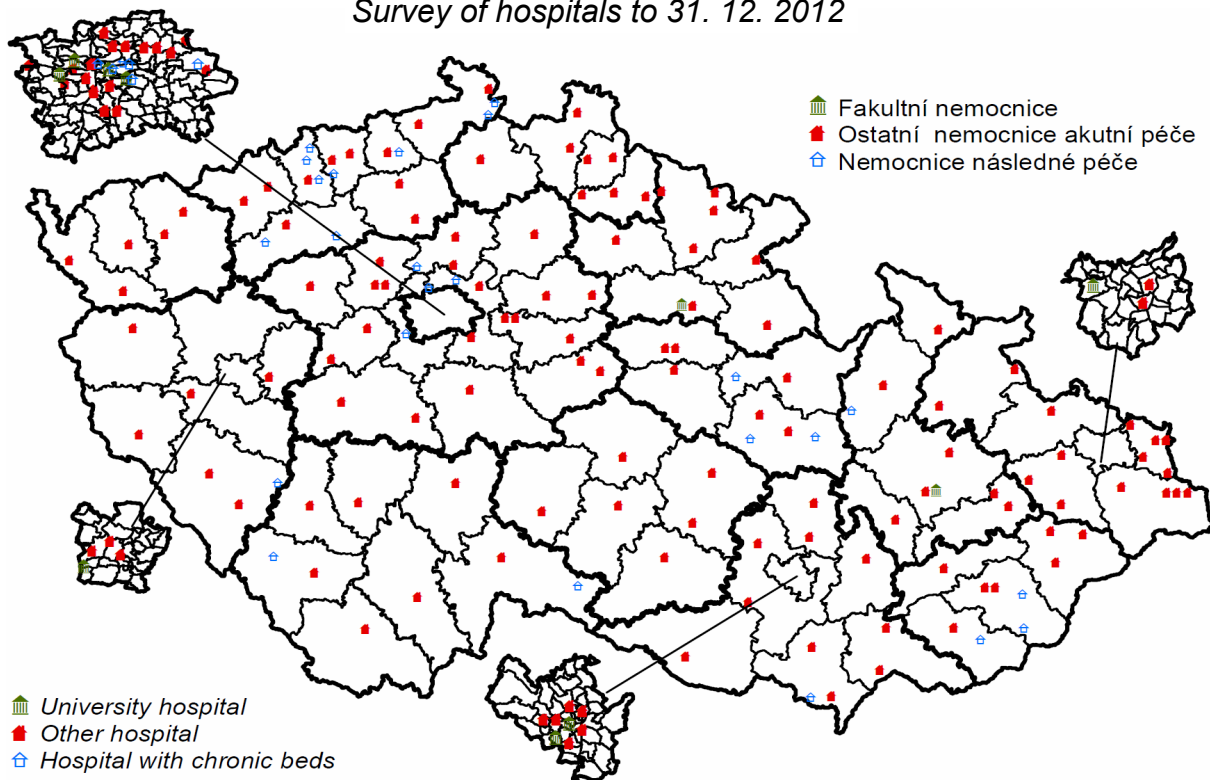 Survey of hospitals to 31. 12. 2012
Fakultní nemocnice
Ostatní nemocnice akutní péče
Nemocnice následné péče
University hospital
Other hospital
Hospital with chronic beds